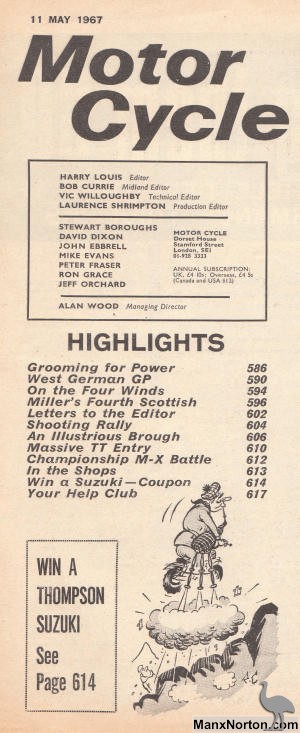 11 MAY 1967
Motor
Cycle
HARRY LOUIS Editor
BOB CURRIE Midland Editor
VIC WILLOUGHBY Technical Editor
LAURENCE SHRIMPTON Production Editor
STEWART BOROUGHS
DAVID DIXON
JOHN EBBRELL
MIKE EVANS
PETER FRASER
RON GRACE
JEFF ORCHARD
MOTOR CYCLE
Dorset House
Stamford Street
London, SE1
01-928 3333
ANNUAL SUBSCRIPTION:
UK, £4 10s; Overseas, £4 5s
(Canada and USA $12)
ALAN WOOD Managing Director
HIGHLIGHTS
Grooming for Power 586
West German GP 590
On the Four Winds 594
Miller's Fourth Scottish 596
Letters to the Editor 602
Shooting Rally 604
An Illustrious Brough 606
Massive TT Entry 610
Championship M-X Battle 612
In the Shops 613
Win a Suzuki—Coupon 614
Your Help Club 617
WIN A
THOMPSON
SUZUKI
See
Page 614
ManxNorton.com